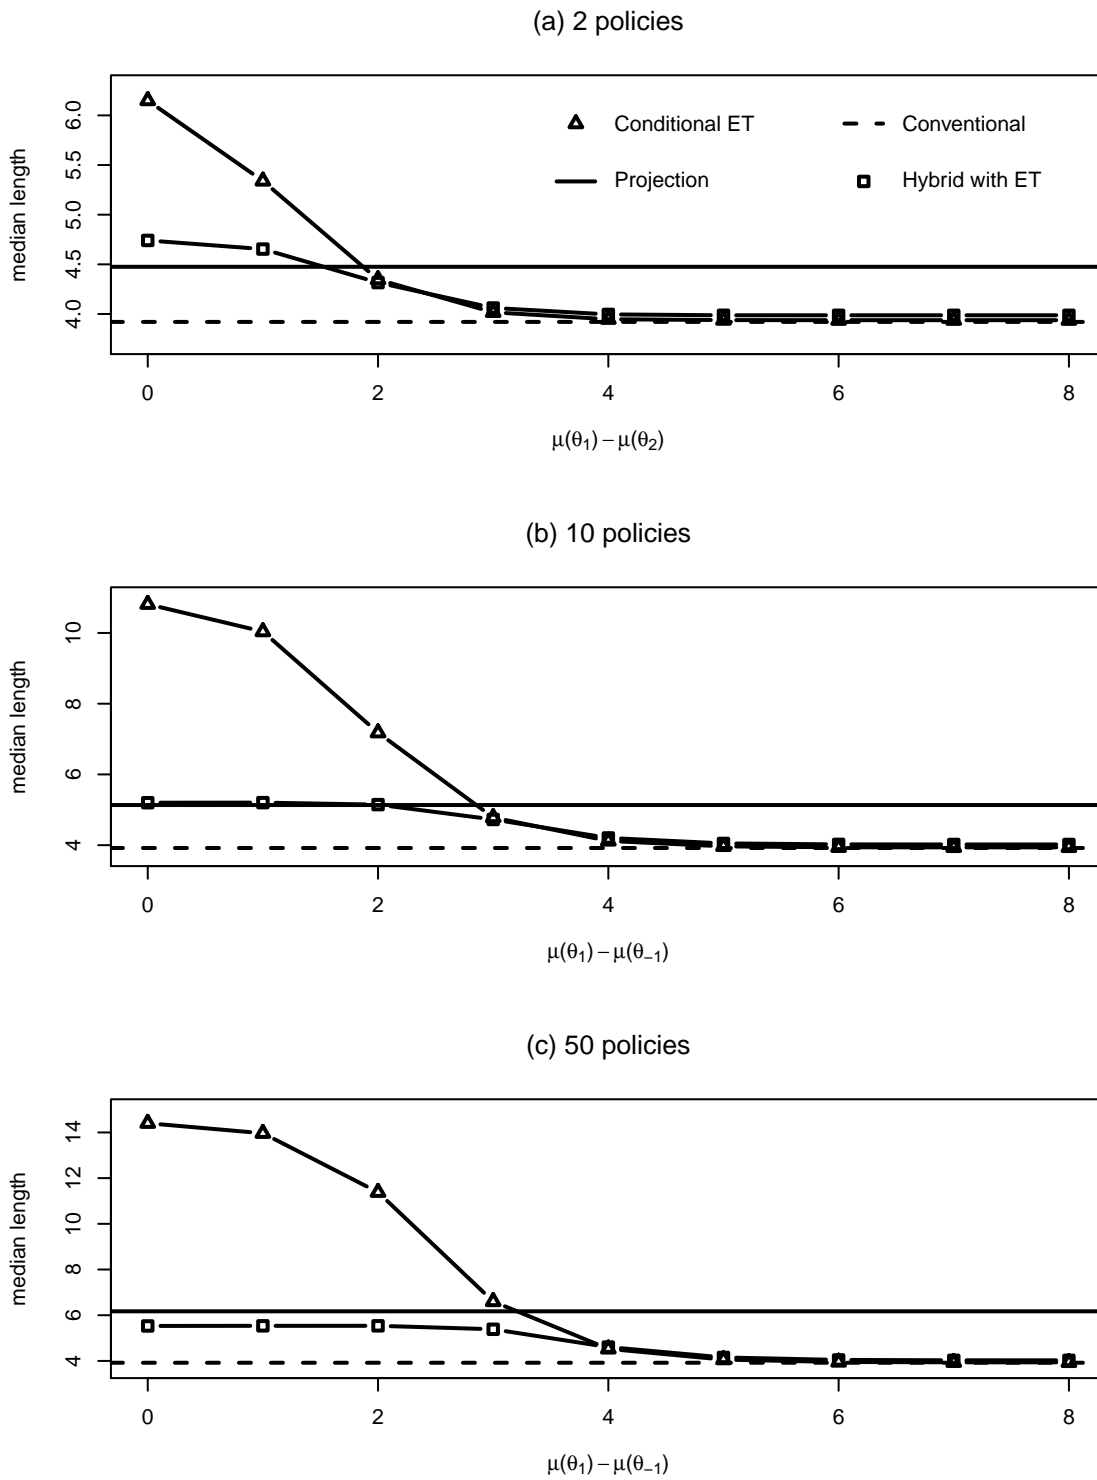 (a) 2 policies
median length
6.0
5.5
5.0
4.5
4.0
Conditional ET
Conventional
Projection
Hybrid with ET
0 2 4 6 8
μ(θ₁) − μ(θ₂)
(b) 10 policies
median length
10
8
6
4
0 2 4 6 8
μ(θ₁) − μ(θ₋₁)
(c) 50 policies
median length
14
12
10
8
6
4
0 2 4 6 8
μ(θ₁) − μ(θ₋₁)